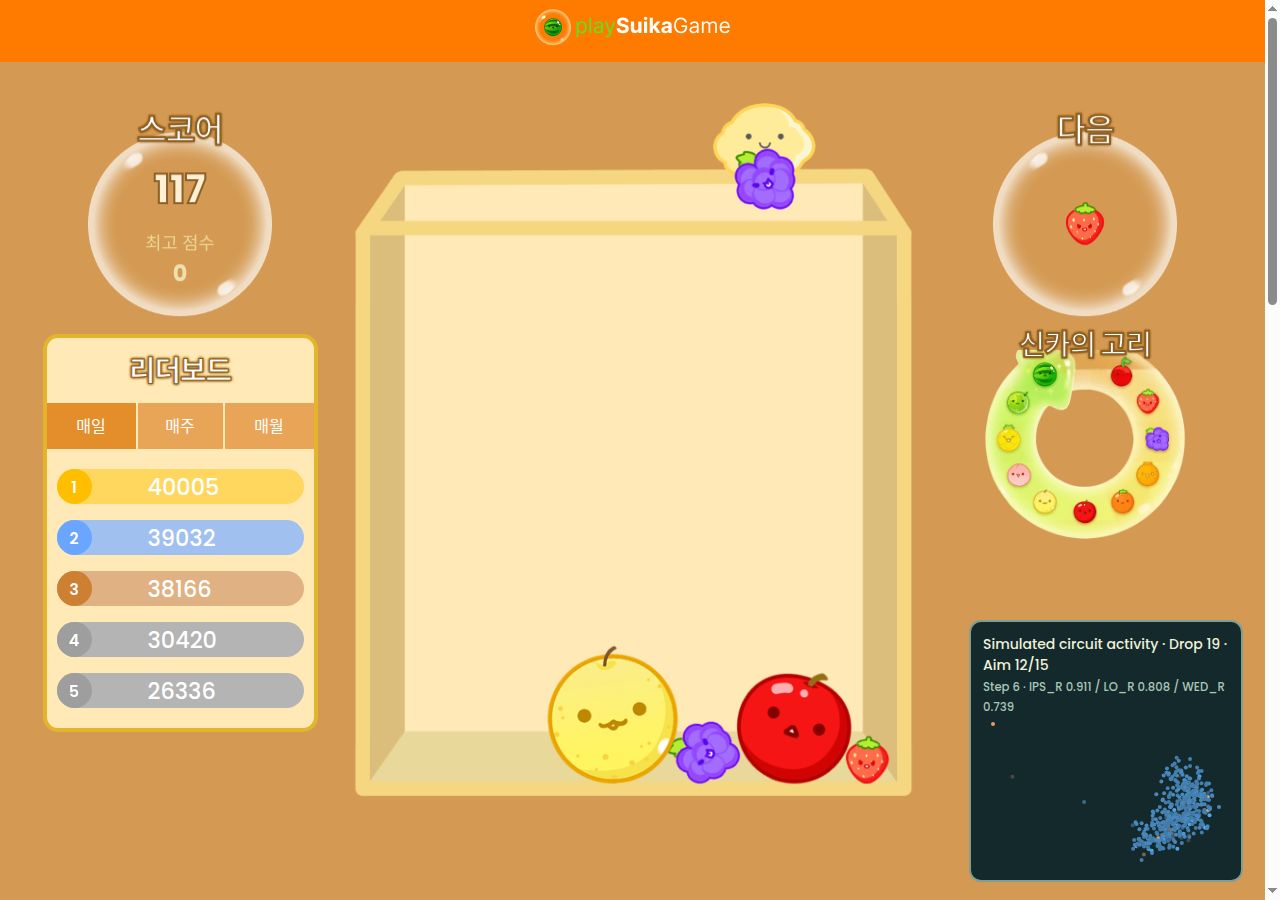 playSuikaGame
스코어
117
최고 점수
0
다음
신카의 고리
리더보드
매일 매주 매월
1 40005
2 39032
3 38166
4 30420
5 26336
Simulated circuit activity · Drop 19 ·
Aim 12/15
Step 6 · IPS_R 0.911 / LO_R 0.808 / WED_R
0.739